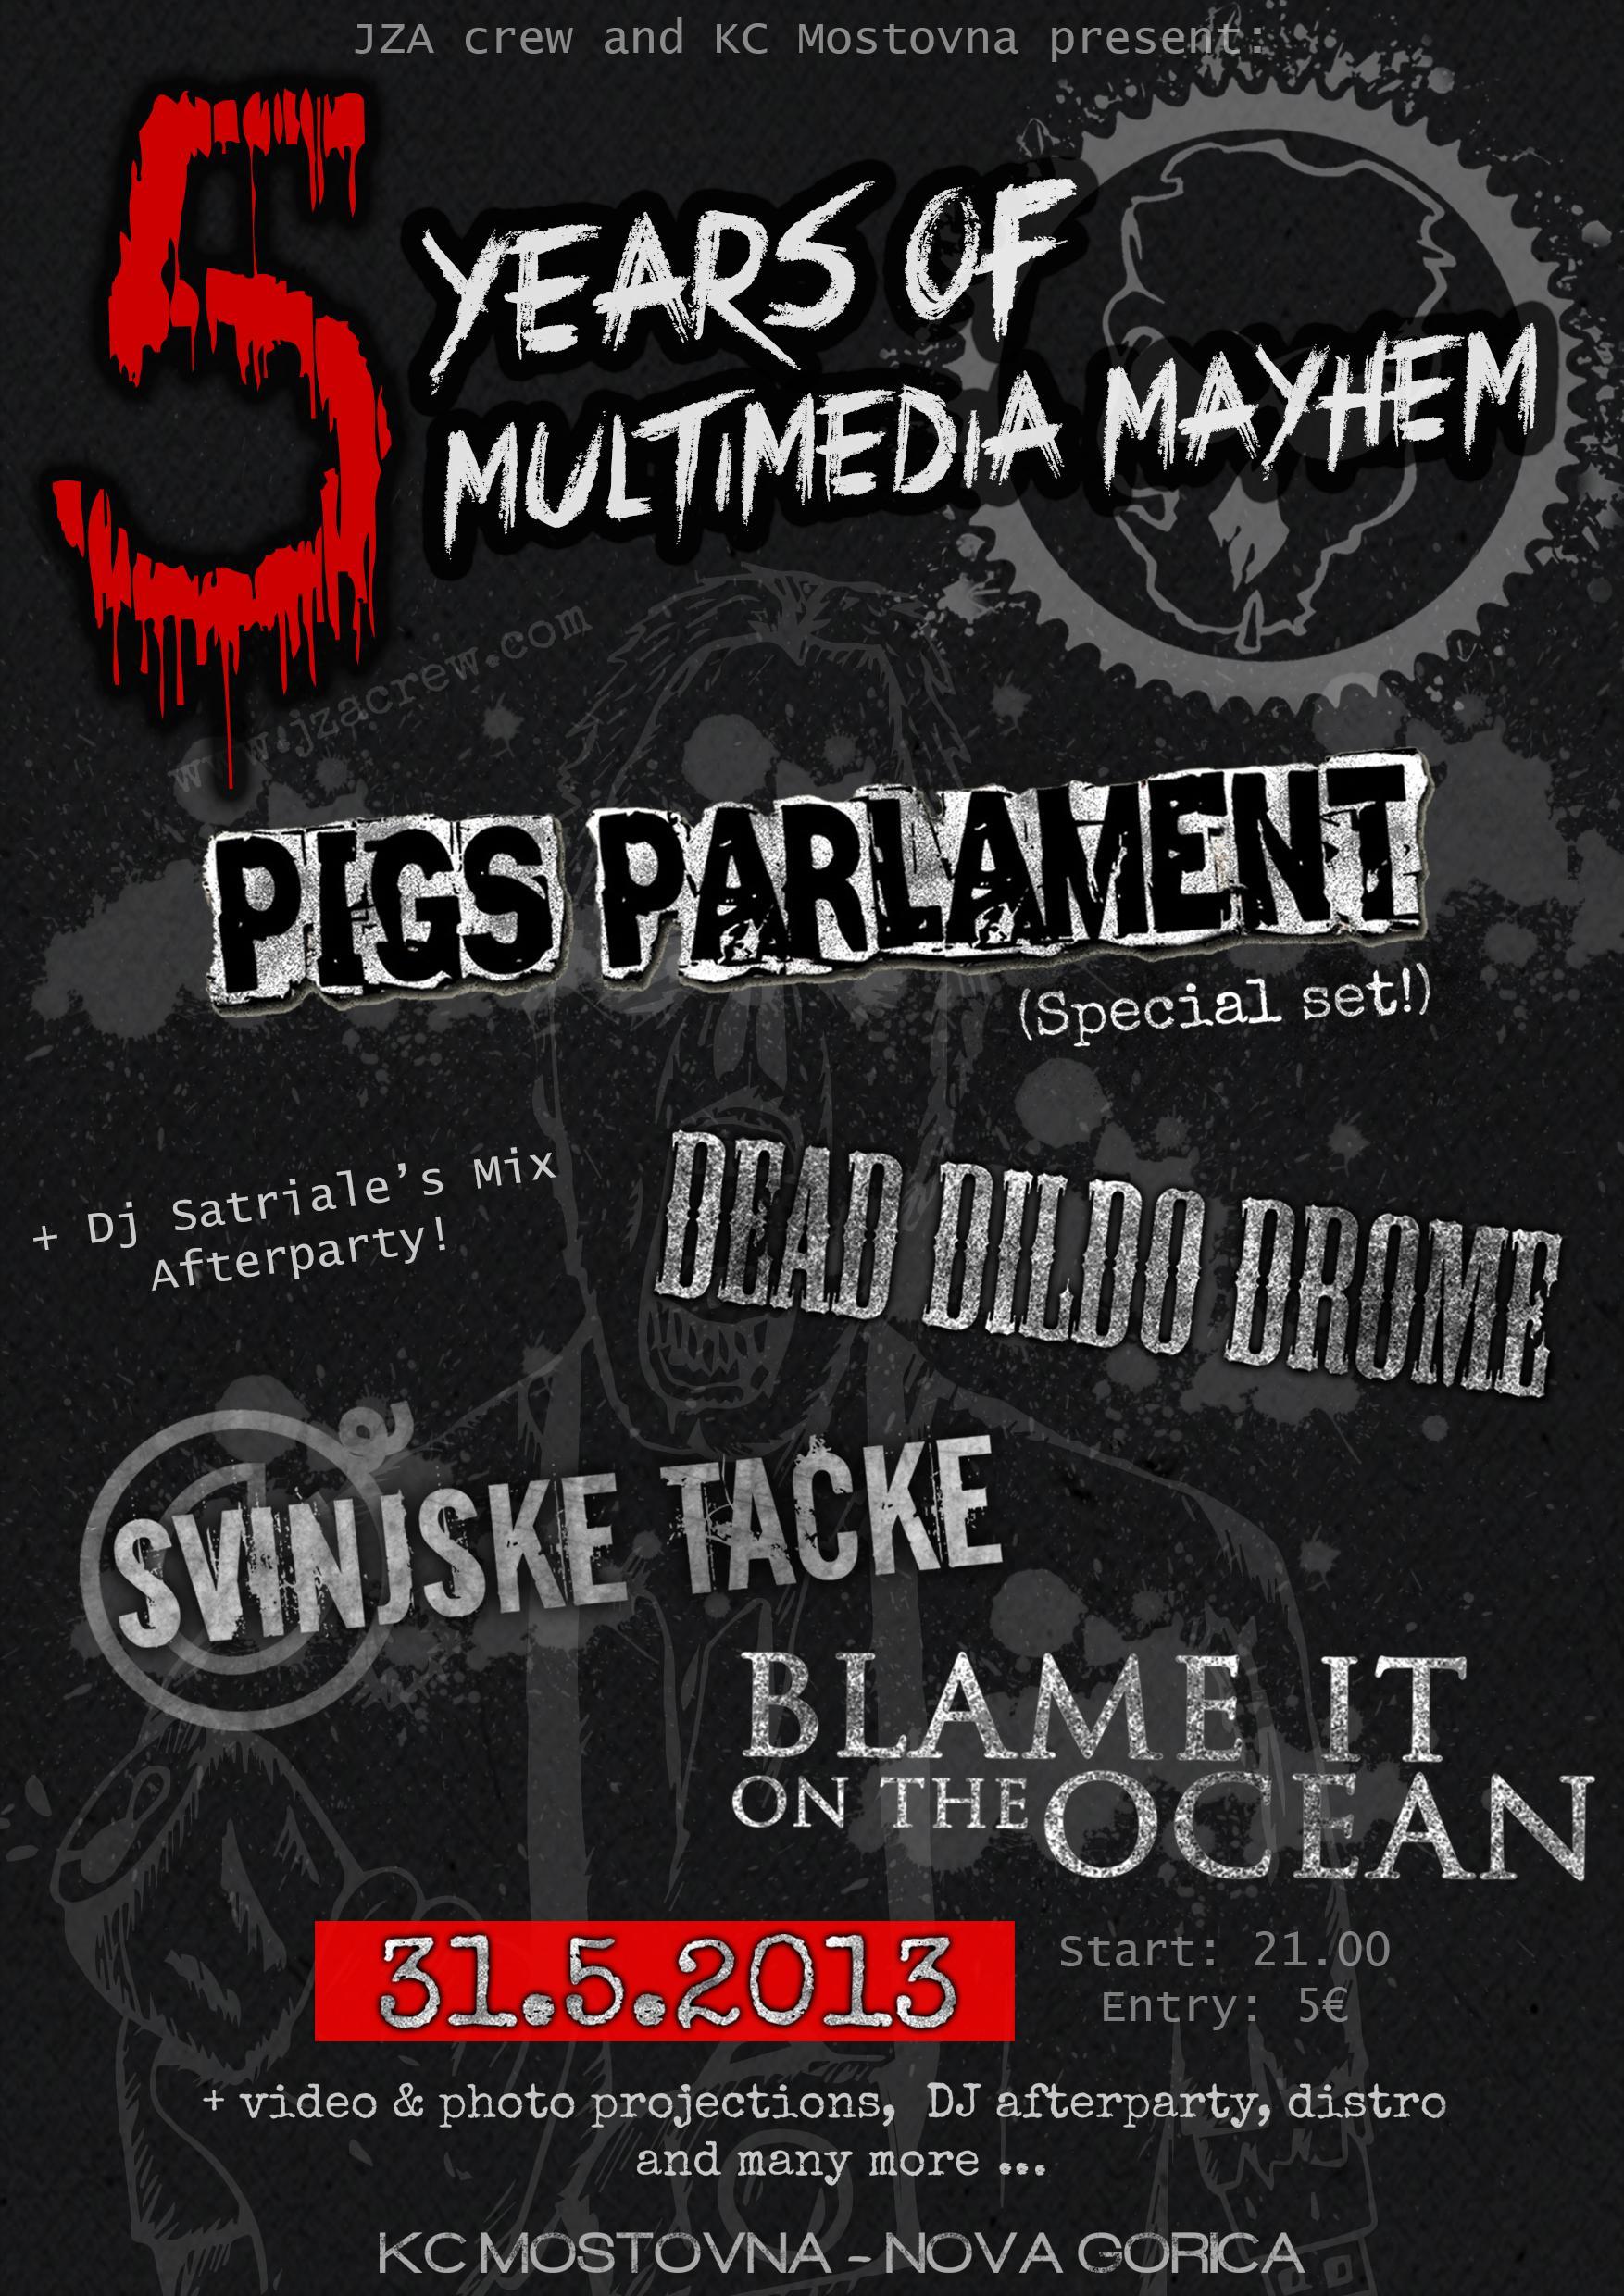 JZA crew and KC Mostovna present:
5 YEARS OF
MULTIMEDIA MAYHEM
www.jzacrew.com
PIGS PARLAMENT
(Special set!)
+ Dj Satriale’s Mix
Afterparty!
DEAD DILDO DROME
SVINJSKE TAČKE
BLAME IT
ON THE OCEAN
31.5.2013
Start: 21.00
Entry: 5€
+ video & photo projections, DJ afterparty, distro
and many more ...
KC MOSTOVNA - NOVA GORICA